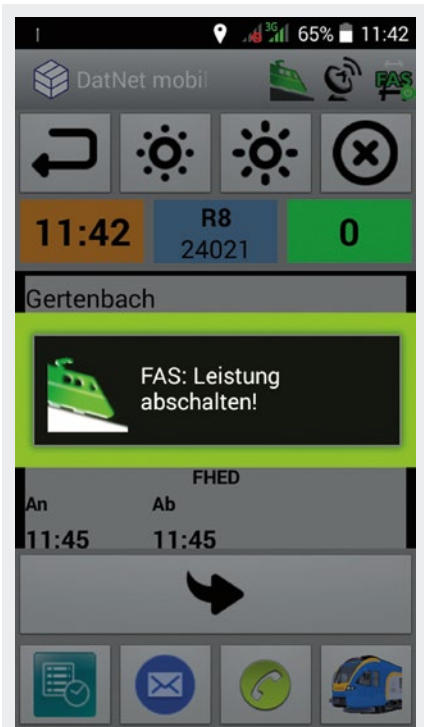 3G 65% 11:42
DatNet mobil
FAS
11:42
R8
24021
0
Gertenbach
FAS: Leistung
abschalten!
FHED
An Ab
11:45 11:45